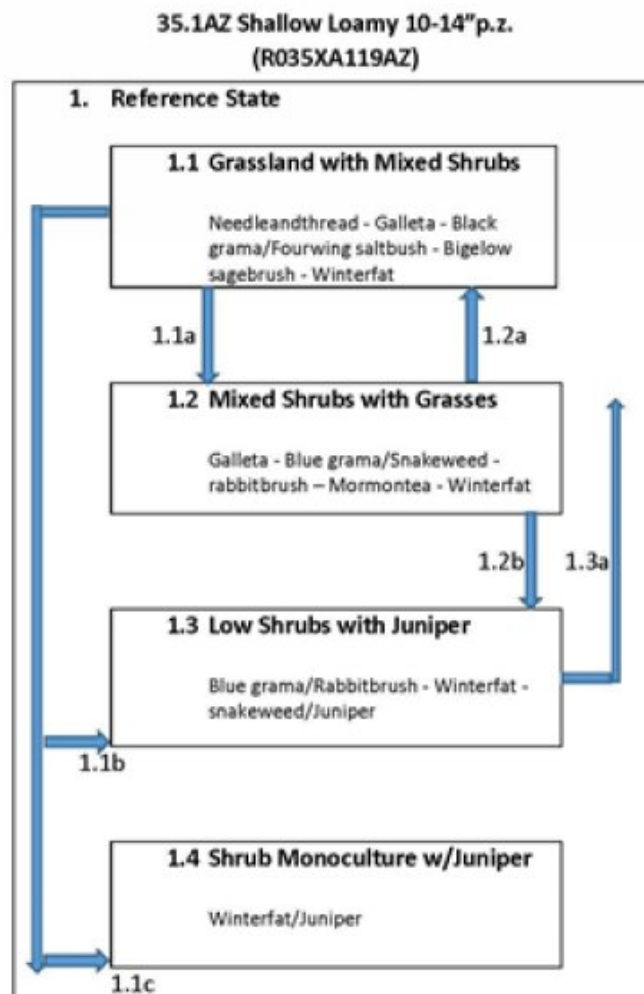 35.1AZ Shallow Loamy 10-14"p.z.
(R035XA119AZ)
1. Reference State
1.1 Grassland with Mixed Shrubs
Needleandthread - Galleta - Black
grama/Fourwing saltbush - Bigelow
sagebrush - Winterfat
1.1a
1.2a
1.2 Mixed Shrubs with Grasses
Galleta - Blue grama/Snakeweed -
rabbitbrush – Mormontea - Winterfat
1.2b
1.3a
1.3 Low Shrubs with Juniper
Blue grama/Rabbitbrush - Winterfat -
snakeweed/Juniper
1.1b
1.4 Shrub Monoculture w/Juniper
Winterfat/Juniper
1.1c